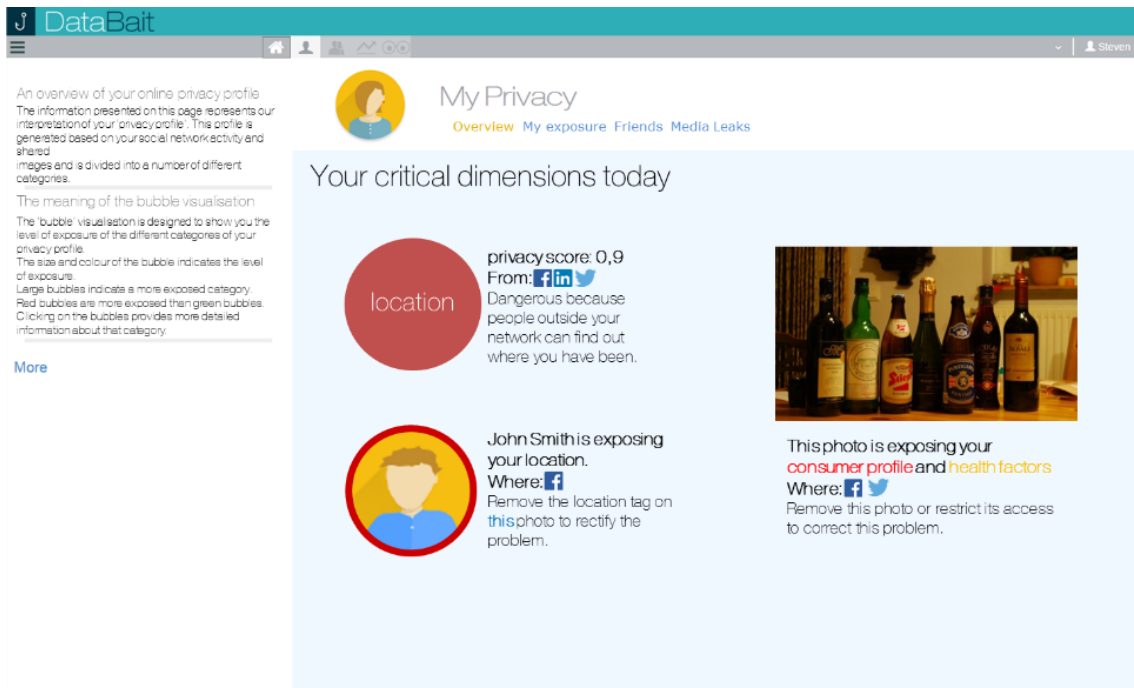 DataBait
Steven
An overview of your online privacy profile
The information presented on this page represents our
interpretation of your 'privacy profile'. This profile is
generated based on your social network activity and
shared
images and is divided into a number of different
categories.
The meaning of the bubble visualisation
The 'bubble' visualisation is designed to show you the
level of exposure of the different categores of your
privacy profile.
The size and colour of the bubble indicates the level
of exposure.
Large bubbles indicate a more exposed category.
Red bubbles are more exposed than green bubbles.
Clicking on the bubbles provides more detailed
information about that category.
More
My Privacy
Overview My exposure Friends Media Leaks
Your critical dimensions today
location
privacy score: 0,9
From: f in
Dangerous because
people outside your
network can find out
where you have been.
John Smith is exposing
your location.
Where: f
Remove the location tag on
this photo to rectify the
problem.
This photo is exposing your
consumer profile and health factors
Where: f
Remove this photo or restrict its access
to correct this problem.